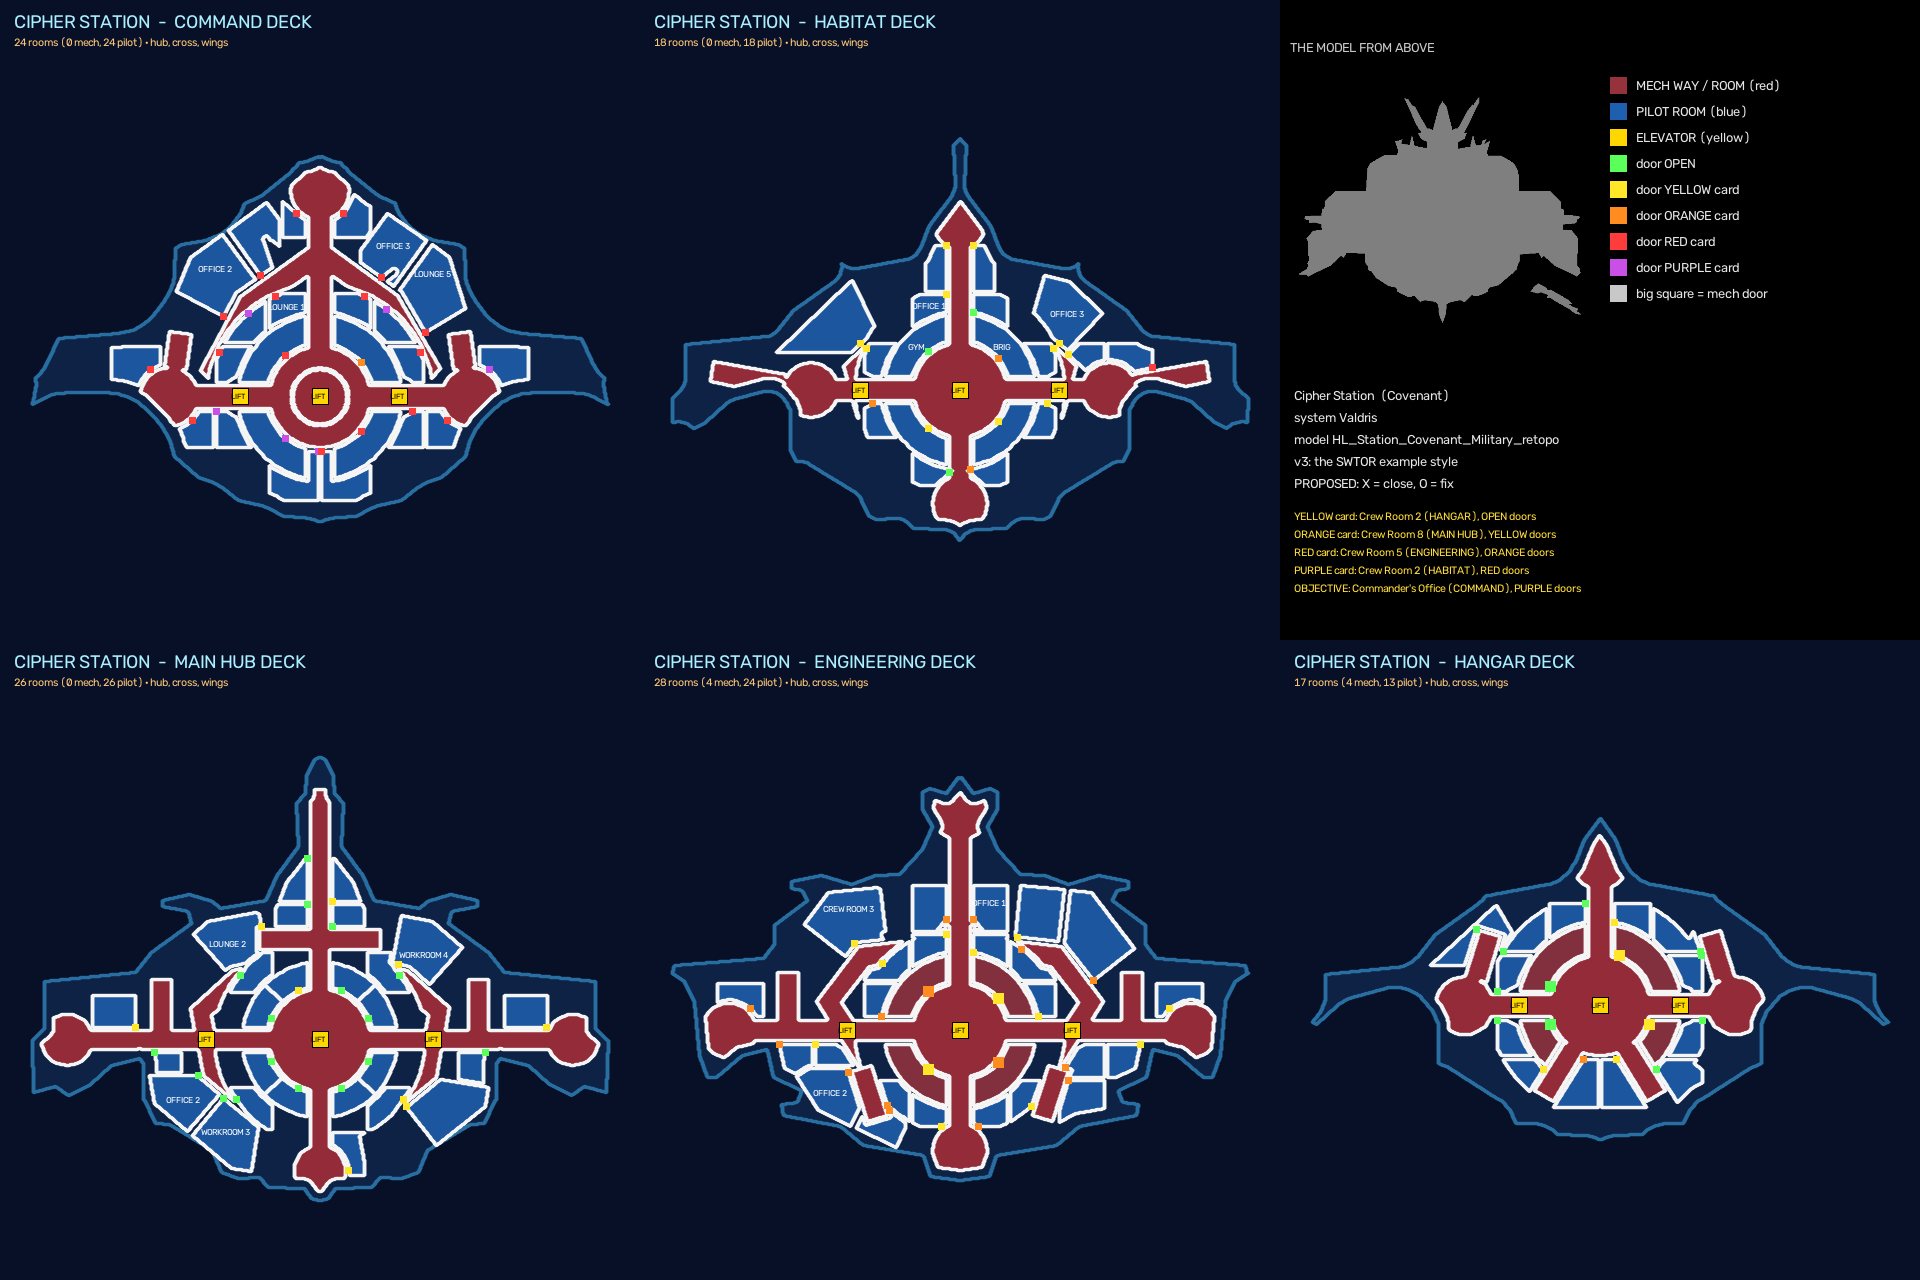 CIPHER STATION - COMMAND DECK
24 rooms (0 mech, 24 pilot) • hub, cross, wings
OFFICE 3
OFFICE 2
LOUNGE 5
LOUNGE 1
LIFT
LIFT
LIFT
CIPHER STATION - HABITAT DECK
18 rooms (0 mech, 18 pilot) • hub, cross, wings
OFFICE 1
OFFICE 3
GYM
BRIG
LIFT
LIFT
LIFT
THE MODEL FROM ABOVE
MECH WAY / ROOM (red)
PILOT ROOM (blue)
ELEVATOR (yellow)
door OPEN
door YELLOW card
door ORANGE card
door RED card
door PURPLE card
big square = mech door
Cipher Station (Covenant)
system Valdris
model HL_Station_Covenant_Military_retopo
v3: the SWTOR example style
PROPOSED: X = close, O = fix
YELLOW card: Crew Room 2 (HANGAR), OPEN doors
ORANGE card: Crew Room 8 (MAIN HUB), YELLOW doors
RED card: Crew Room 5 (ENGINEERING), ORANGE doors
PURPLE card: Crew Room 2 (HABITAT), RED doors
OBJECTIVE: Commander's Office (COMMAND), PURPLE doors
CIPHER STATION - MAIN HUB DECK
26 rooms (0 mech, 26 pilot) • hub, cross, wings
LOUNGE 2
WORKROOM 4
LIFT
LIFT
LIFT
OFFICE 2
WORKROOM 3
CIPHER STATION - ENGINEERING DECK
28 rooms (4 mech, 24 pilot) • hub, cross, wings
OFFICE 1
CREW ROOM 3
LIFT
LIFT
LIFT
OFFICE 2
CIPHER STATION - HANGAR DECK
17 rooms (4 mech, 13 pilot) • hub, cross, wings
LIFT
LIFT
LIFT